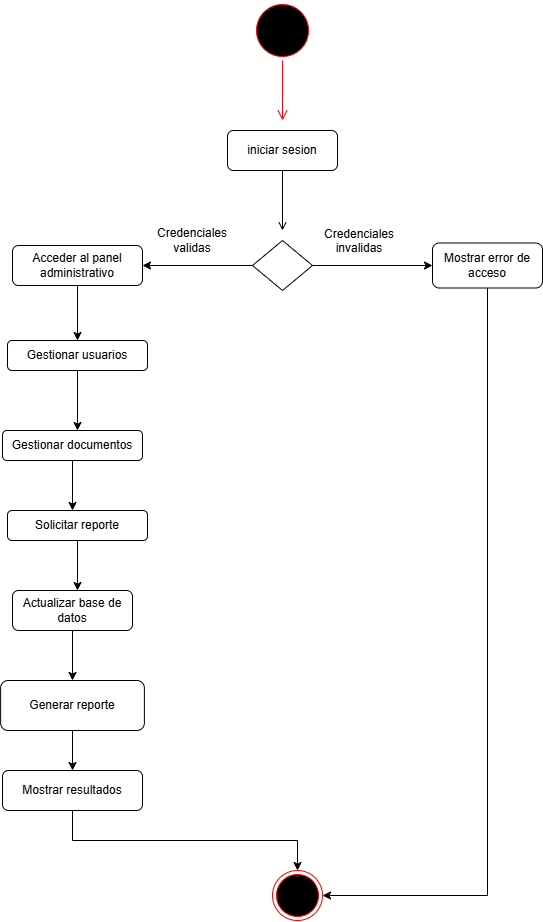 iniciar sesion
Credenciales
validas
Credenciales
invalidas
Acceder al panel
administrativo
Mostrar error de
acceso
Gestionar usuarios
Gestionar documentos
Solicitar reporte
Actualizar base de
datos
Generar reporte
Mostrar resultados